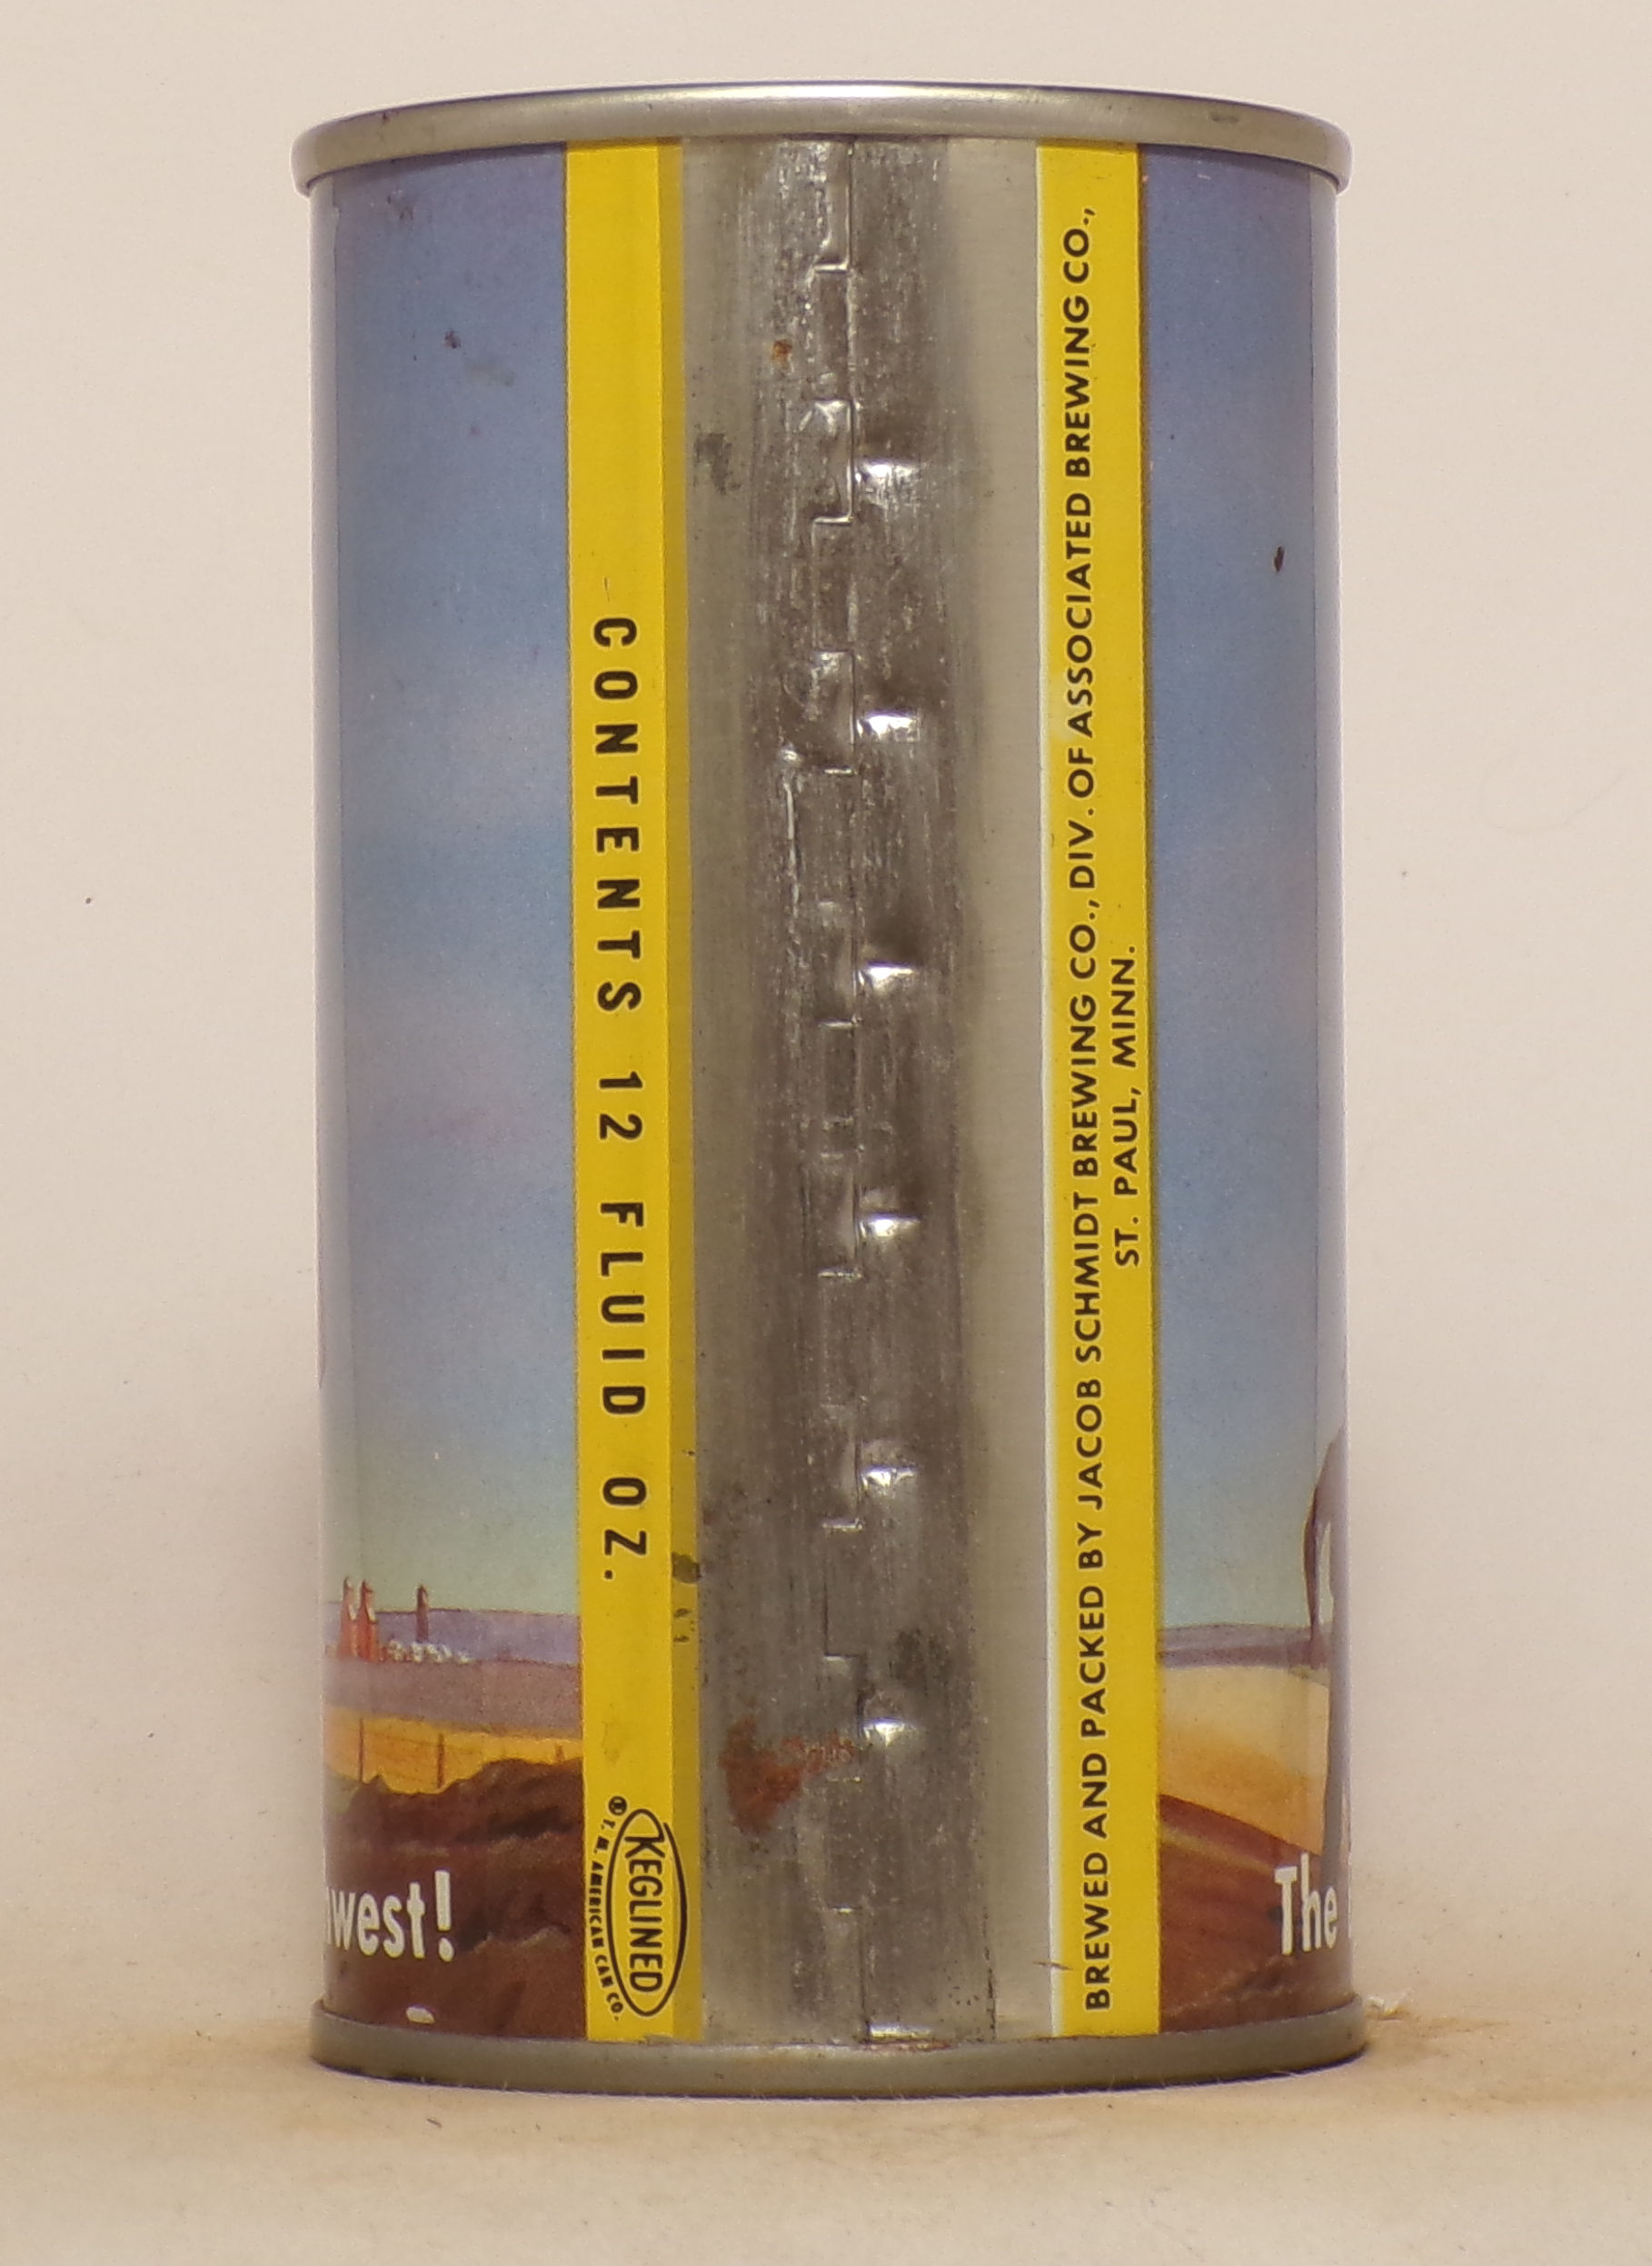 CONTENTS 12 FLUID OZ.
KEGLINED
® T. M. AMERICAN CAN CO.
BREWED AND PACKED BY JACOB SCHMIDT BREWING CO., DIV. OF ASSOCIATED BREWING CO.,
ST. PAUL, MINN.
west!
The